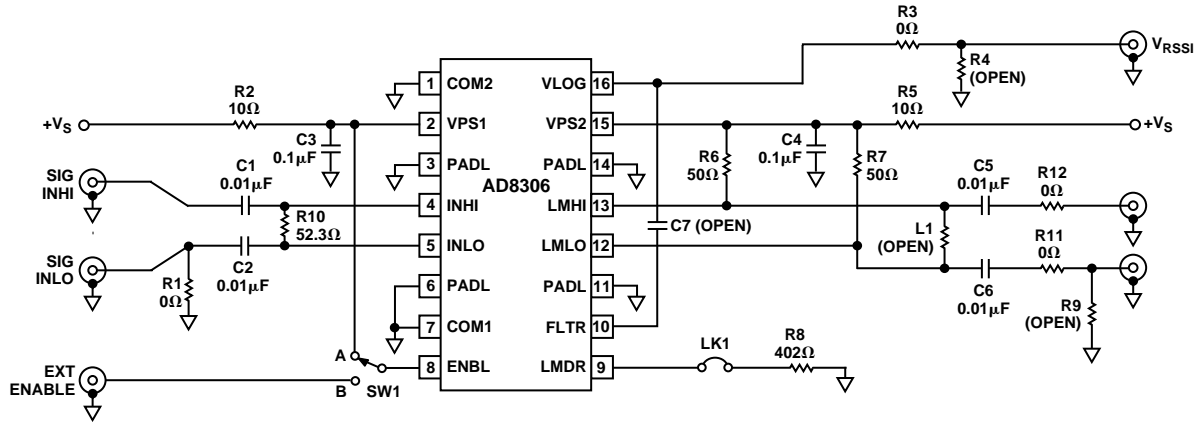 R3
0Ω
VRSSI
R4
(OPEN)
1 COM2 VLOG 16
R2
10Ω
R5
10Ω
+VS
2 VPS1 VPS2 15
+VS
C3
0.1µF
R6
50Ω
C4
0.1µF
R7
50Ω
3 PADL PADL 14
AD8306
SIG
INHI
C1
0.01µF
C5
0.01µF
R12
0Ω
4 INHI LMHI 13
R10
52.3Ω
C7 (OPEN)
L1
(OPEN)
5 INLO LMLO 12
R11
0Ω
SIG
INLO
R1
0Ω
C2
0.01µF
C6
0.01µF
R9
(OPEN)
6 PADL PADL 11
7 COM1 FLTR 10
A
LK1
R8
402Ω
8 ENBL LMDR 9
EXT
ENABLE
B
SW1